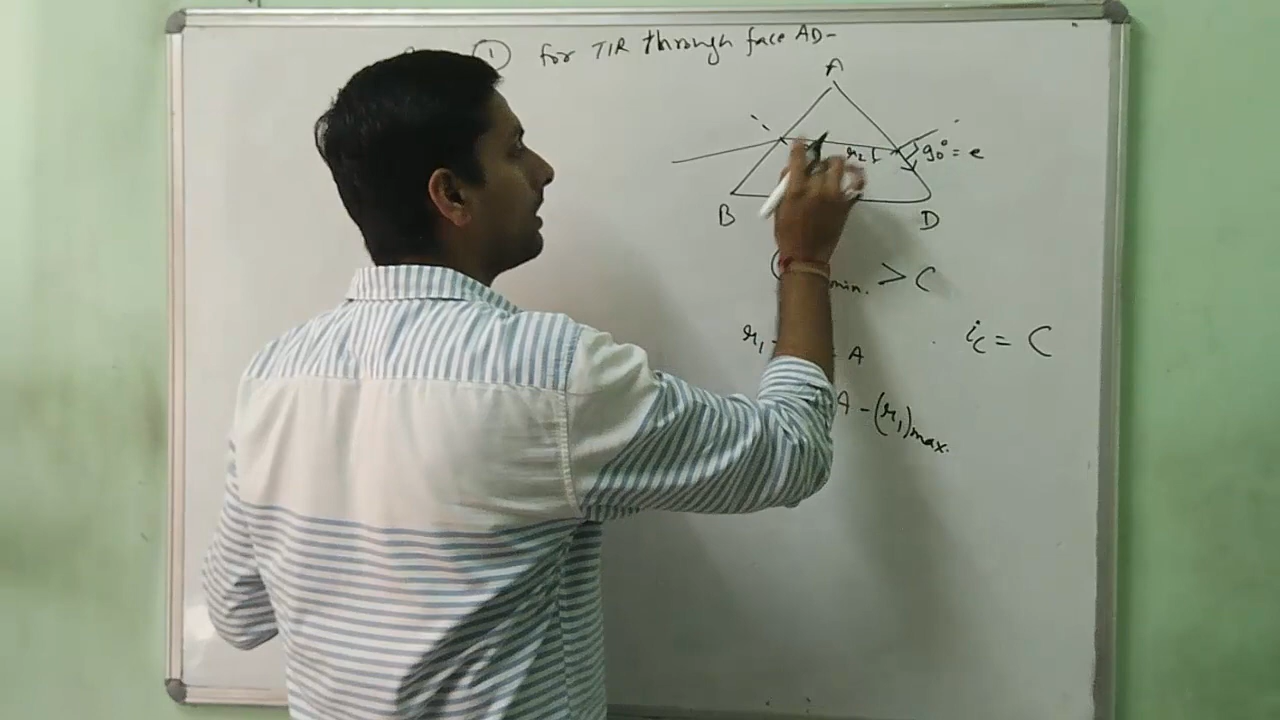 ① for TIR through face AD-
A
r₂ 90° = e
B D
min. > C
r₁ = A
i꜀ = C
A - (r₁)max.